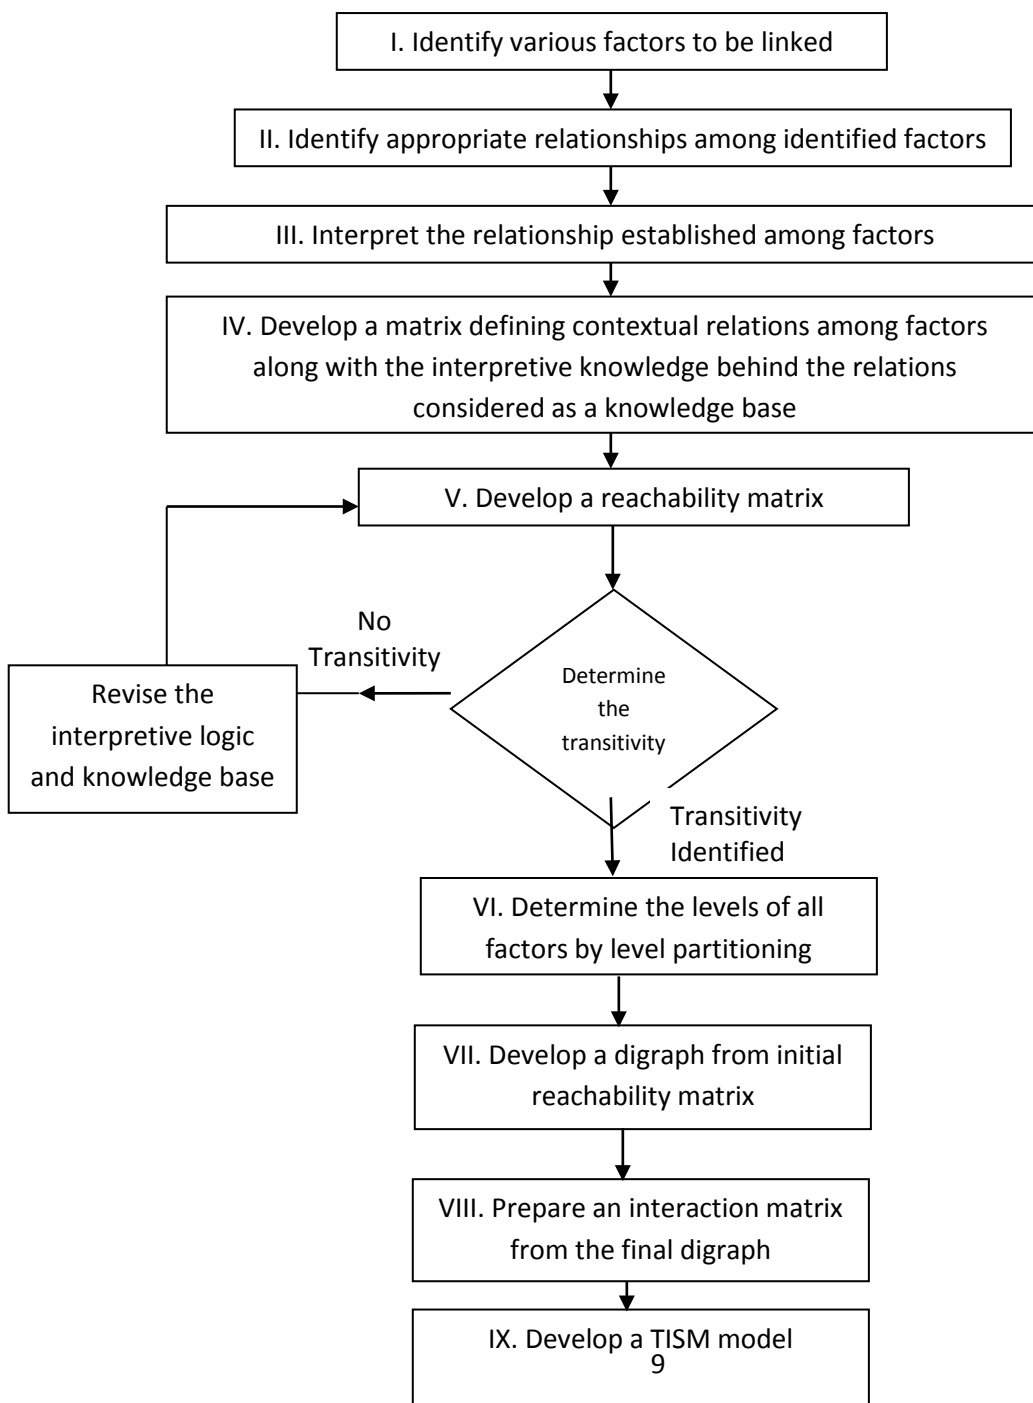 I. Identify various factors to be linked
II. Identify appropriate relationships among identified factors
III. Interpret the relationship established among factors
IV. Develop a matrix defining contextual relations among factors
along with the interpretive knowledge behind the relations
considered as a knowledge base
V. Develop a reachability matrix
No
Transitivity
Revise the
interpretive logic
and knowledge base
Determine
the
transitivity
Transitivity
Identified
VI. Determine the levels of all
factors by level partitioning
VII. Develop a digraph from initial
reachability matrix
VIII. Prepare an interaction matrix
from the final digraph
IX. Develop a TISM model
9